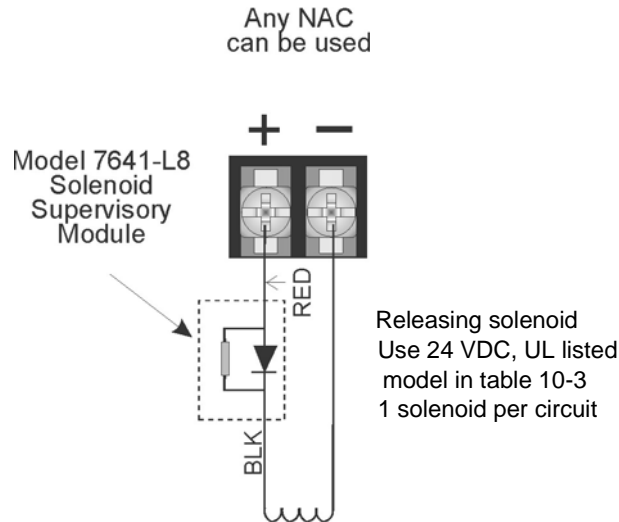 Any NAC
can be used
+ −
Model 7641-L8
Solenoid
Supervisory
Module
RED
Releasing solenoid
Use 24 VDC, UL listed
model in table 10-3
1 solenoid per circuit
BLK